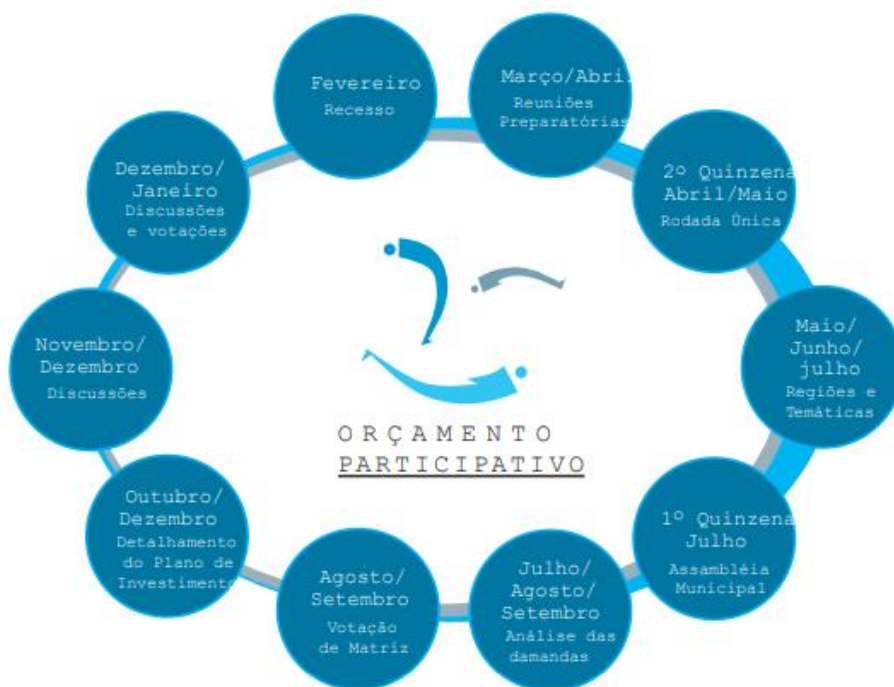 Fevereiro
Recesso
Março/Abril
Reuniões
Preparatórias
2º Quinzena
Abril/Maio
Rodada Única
Maio/
Junho/
julho
Regiões e
Temáticas
1º Quinzena
Julho
Assambléia
Municipal
Julho/
Agosto/
Setembro
Análise das
damandas
Agosto/
Setembro
Votação
de Matriz
Outubro/
Dezembro
Detalhamento
do Plano de
Investimento
Novembro/
Dezembro
Discussões
Dezembro/
Janeiro
Discussões
e votações
ORÇAMENTO
PARTICIPATIVO